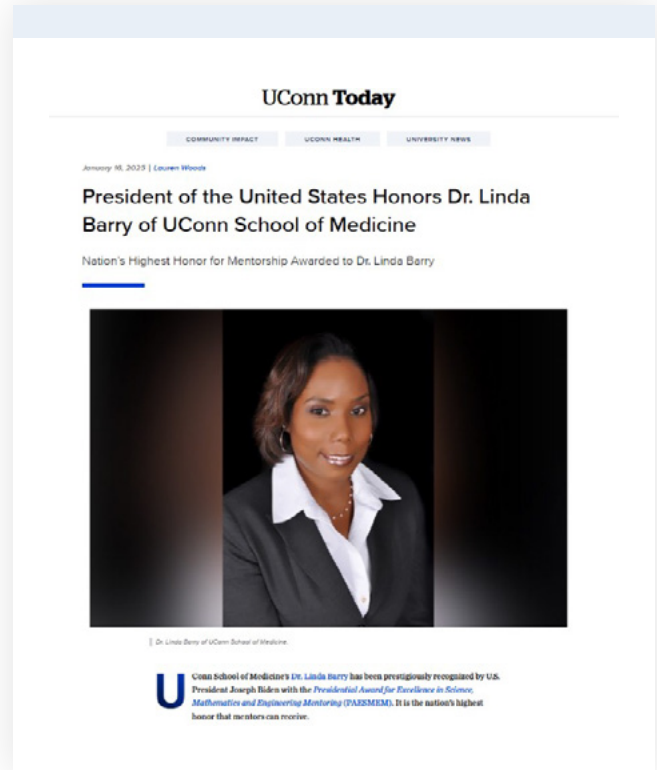 UConn Today
COMMUNITY IMPACT UCONN HEALTH UNIVERSITY NEWS
January 16, 2025 | Lauren Woods
President of the United States Honors Dr. Linda
Barry of UConn School of Medicine
Nation's Highest Honor for Mentorship Awarded to Dr. Linda Barry
Dr. Linda Barry of UConn School of Medicine.
UConn School of Medicine's Dr. Linda Barry has been prestigiously recognized by U.S.
President Joseph Biden with the Presidential Award for Excellence in Science,
Mathematics and Engineering Mentoring (PAESMEM). It is the nation's highest
honor that mentors can receive.